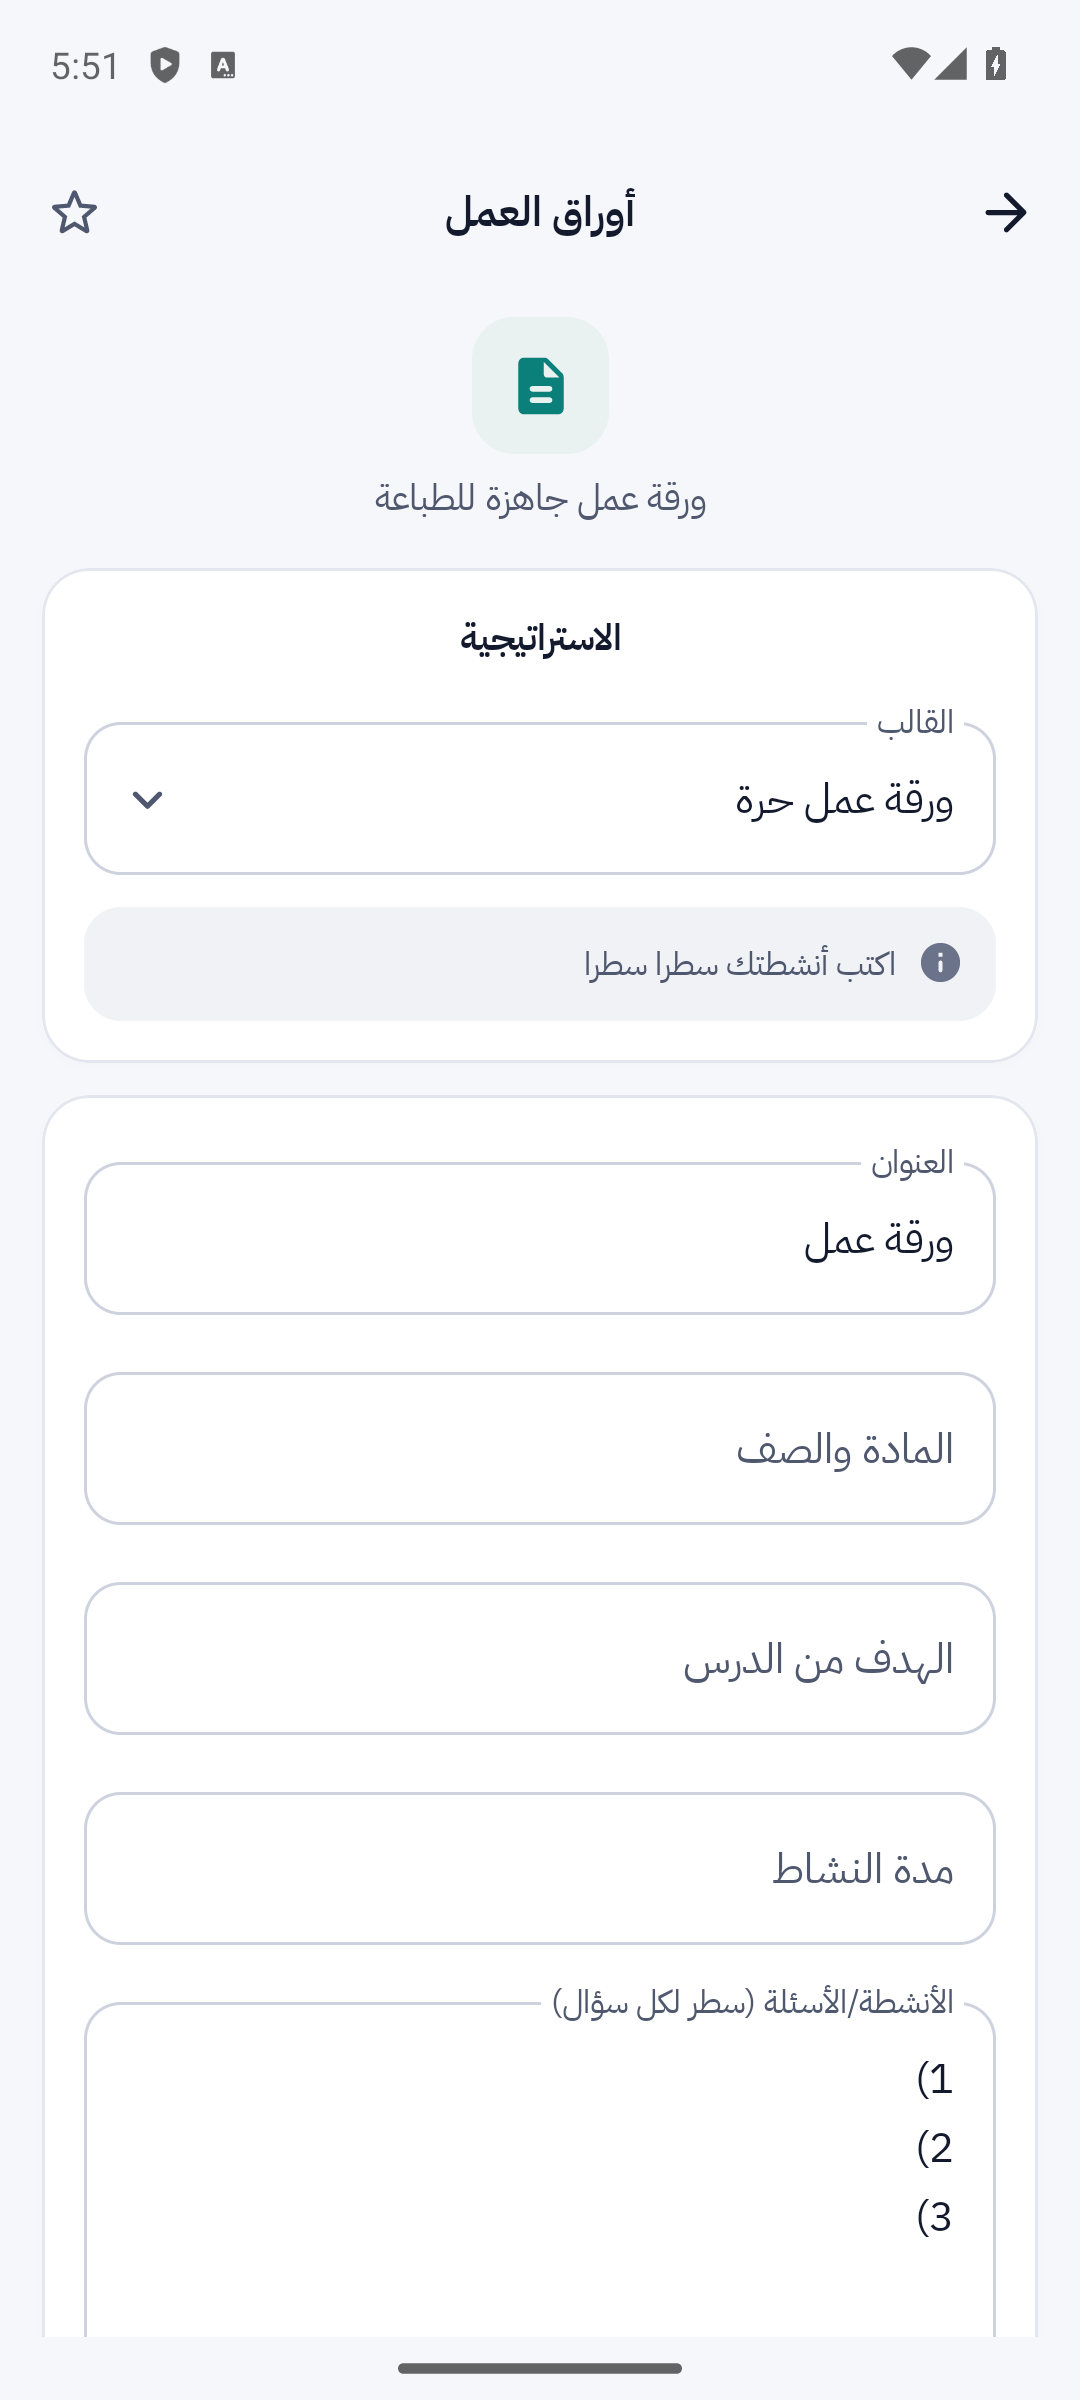 5:51
أوراق العمل
ورقة عمل جاهزة للطباعة
الاستراتيجية
القالب
ورقة عمل حرة
اكتب أنشطتك سطرا سطرا
العنوان
ورقة عمل
المادة والصف
الهدف من الدرس
مدة النشاط
الأنشطة/الأسئلة (سطر لكل سؤال)
1)
2)
3)